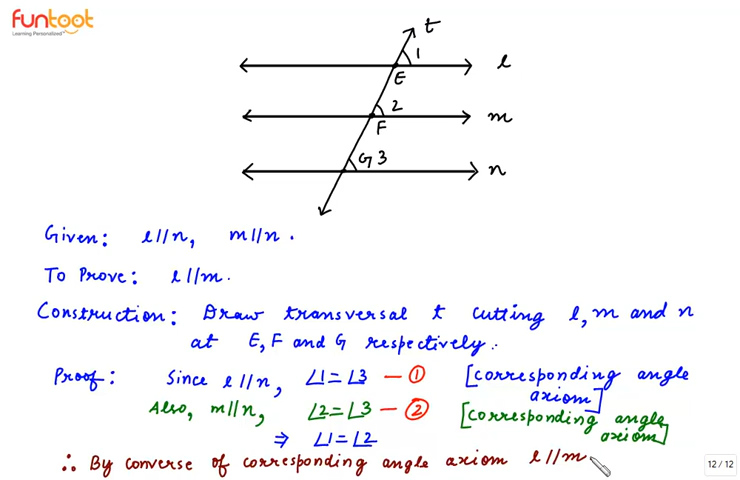 funtoot
Learning Personalized
t
1
l
E
2
m
F
G 3
n
Given: l//n, m//n.
To Prove: l//m.
Construction: Draw transversal t cutting l, m and n
at E, F and G respectively.
Proof: Since l//n, ∠1=∠3 — ① [corresponding angle
axiom]
Also, m//n, ∠2=∠3 — ② [corresponding angle
axiom]
⇒ ∠1=∠2
∴ By converse of corresponding angle axiom l//m
12 / 12